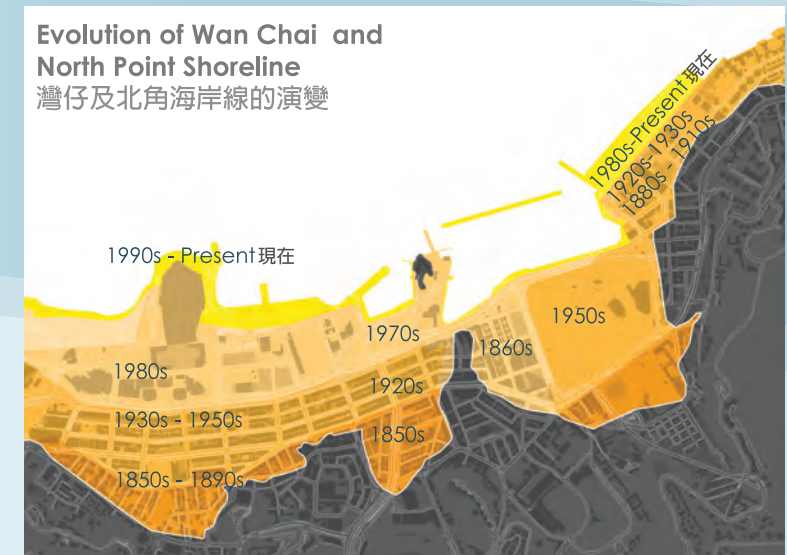 Evolution of Wan Chai and
North Point Shoreline
灣仔及北角海岸線的演變
1980s-Present 現在
1920s-1930s
1880s - 1910s
1990s - Present 現在
1950s
1970s
1860s
1980s
1920s
1930s - 1950s
1850s
1850s - 1890s